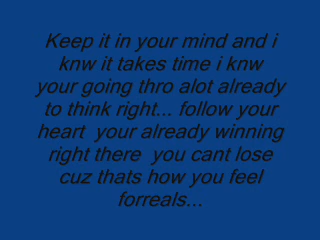 Keep it in your mind and i
knw it takes time i knw
your going thro alot already
to think right... follow your
heart  your already winning
right there  you cant lose
cuz thats how you feel
forreals...